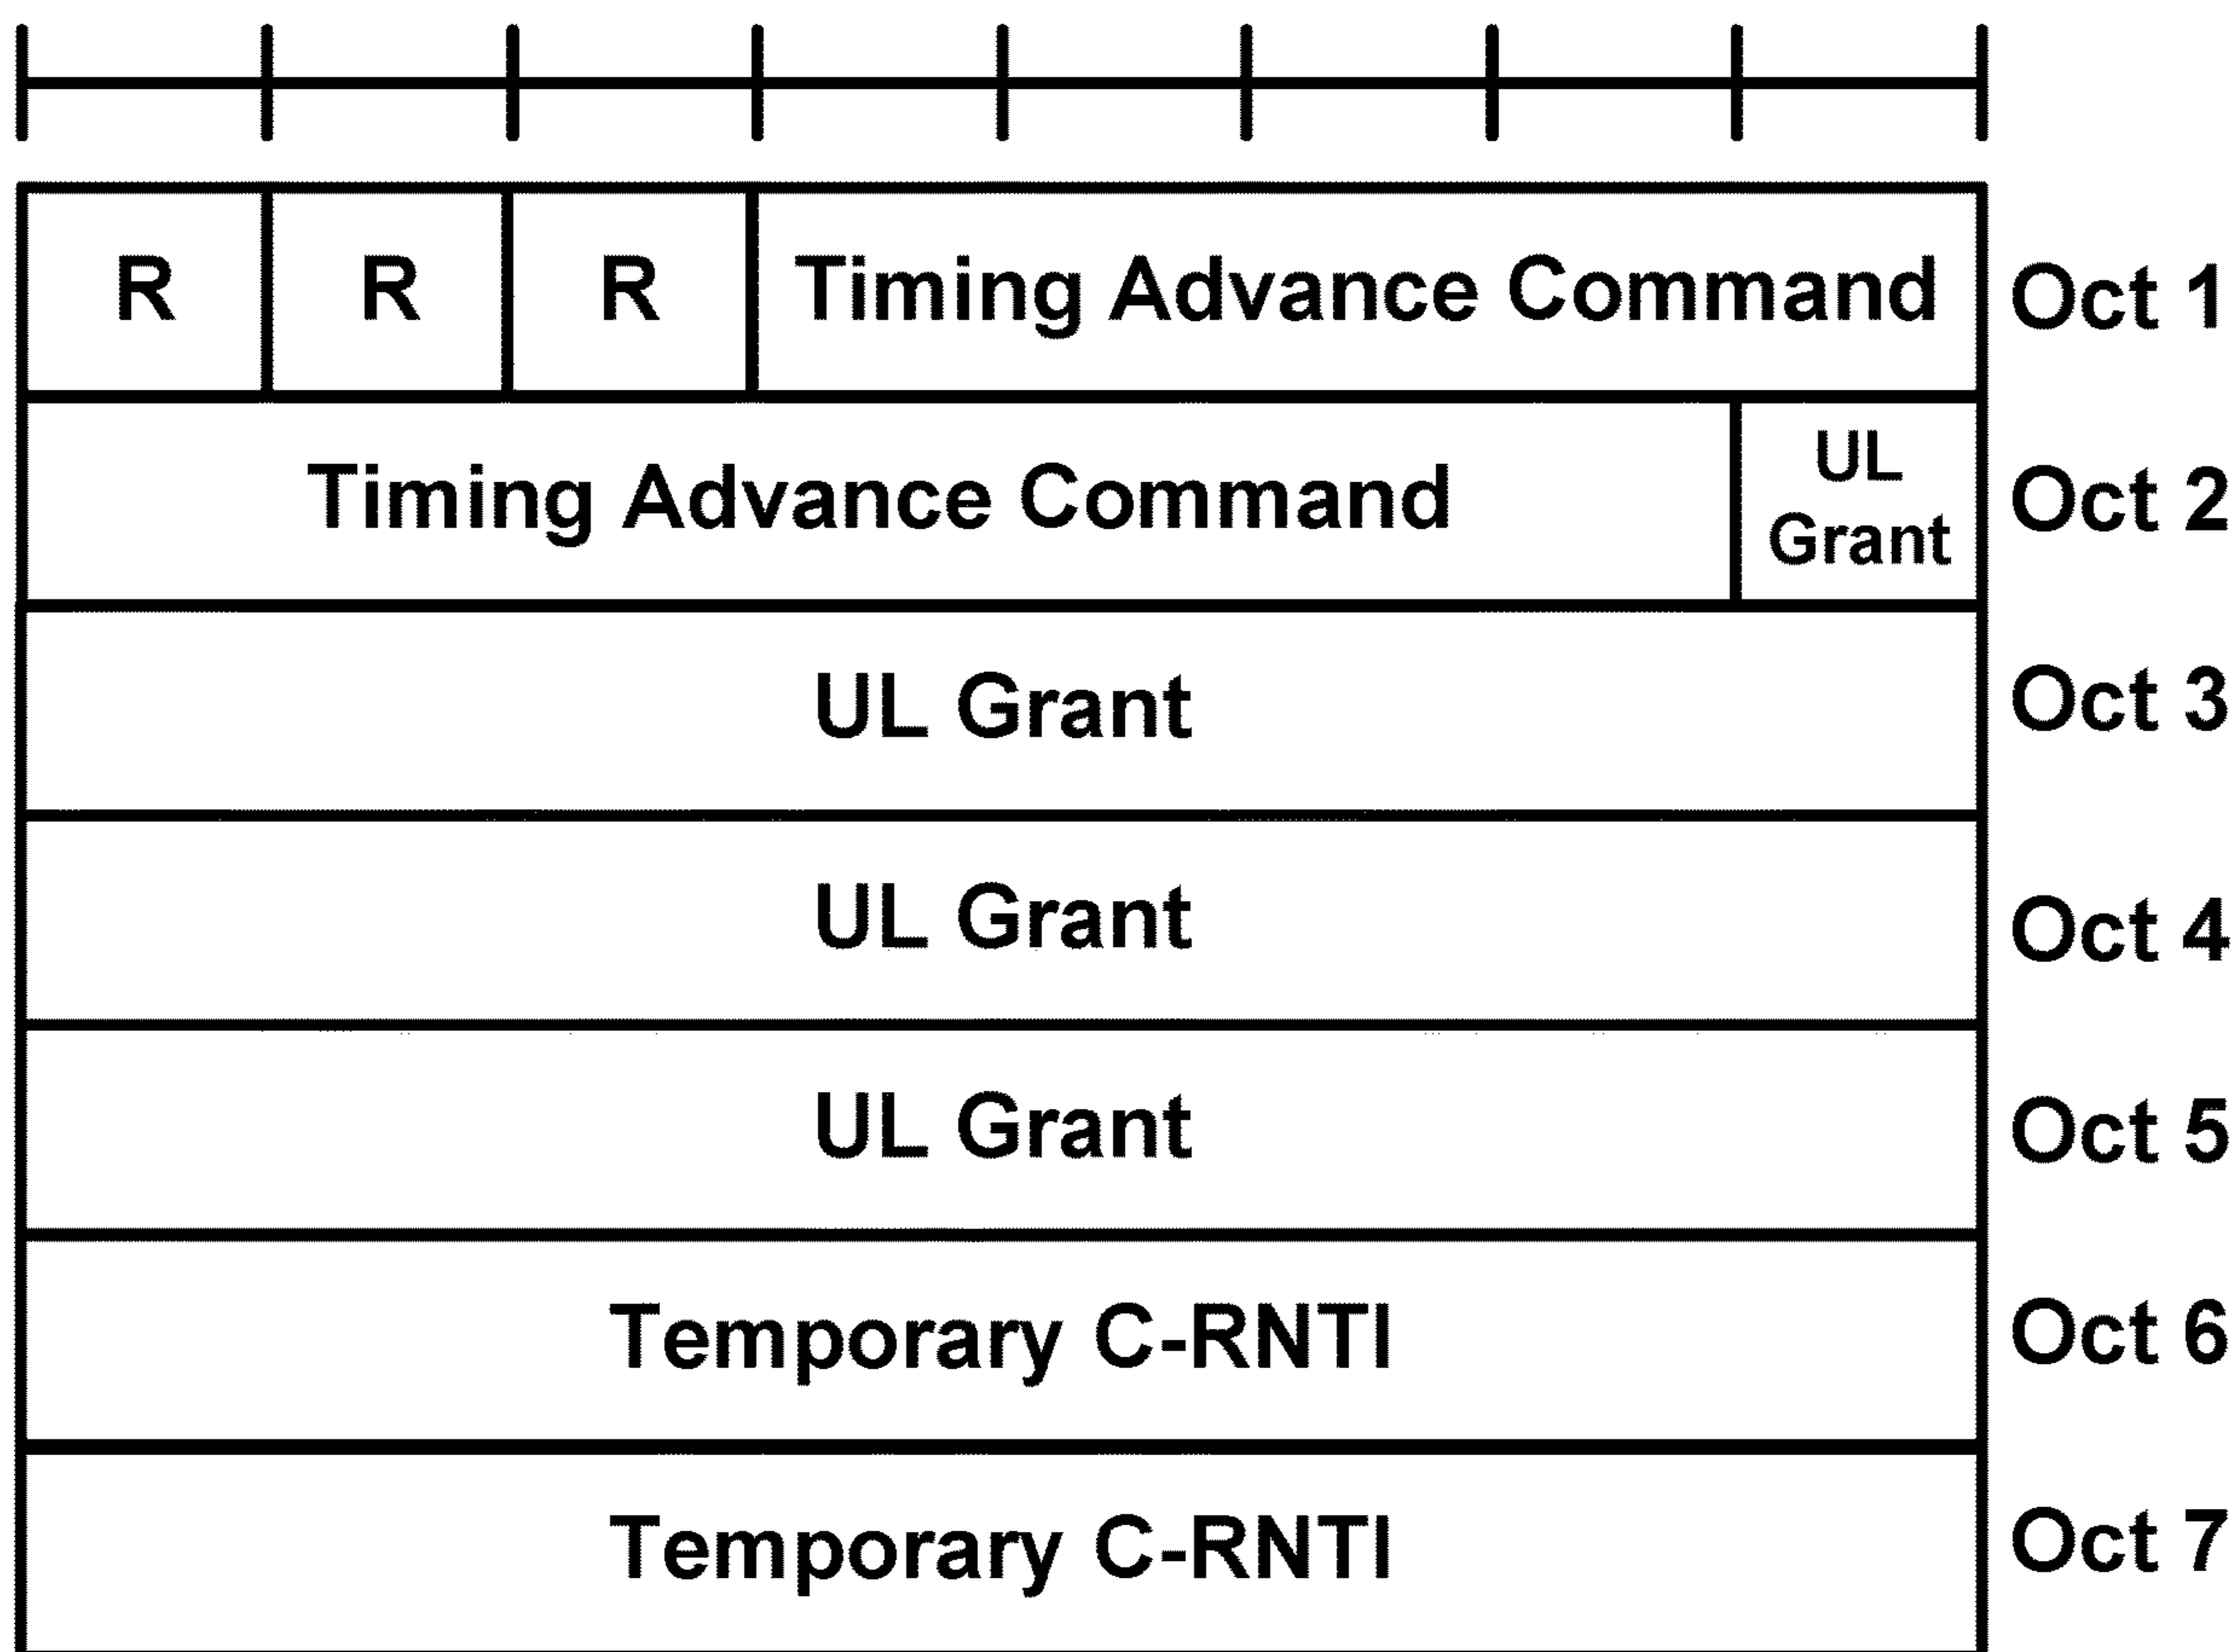 R R R Timing Advance Command Oct 1
Timing Advance Command UL Grant Oct 2
UL Grant Oct 3
UL Grant Oct 4
UL Grant Oct 5
Temporary C-RNTI Oct 6
Temporary C-RNTI Oct 7